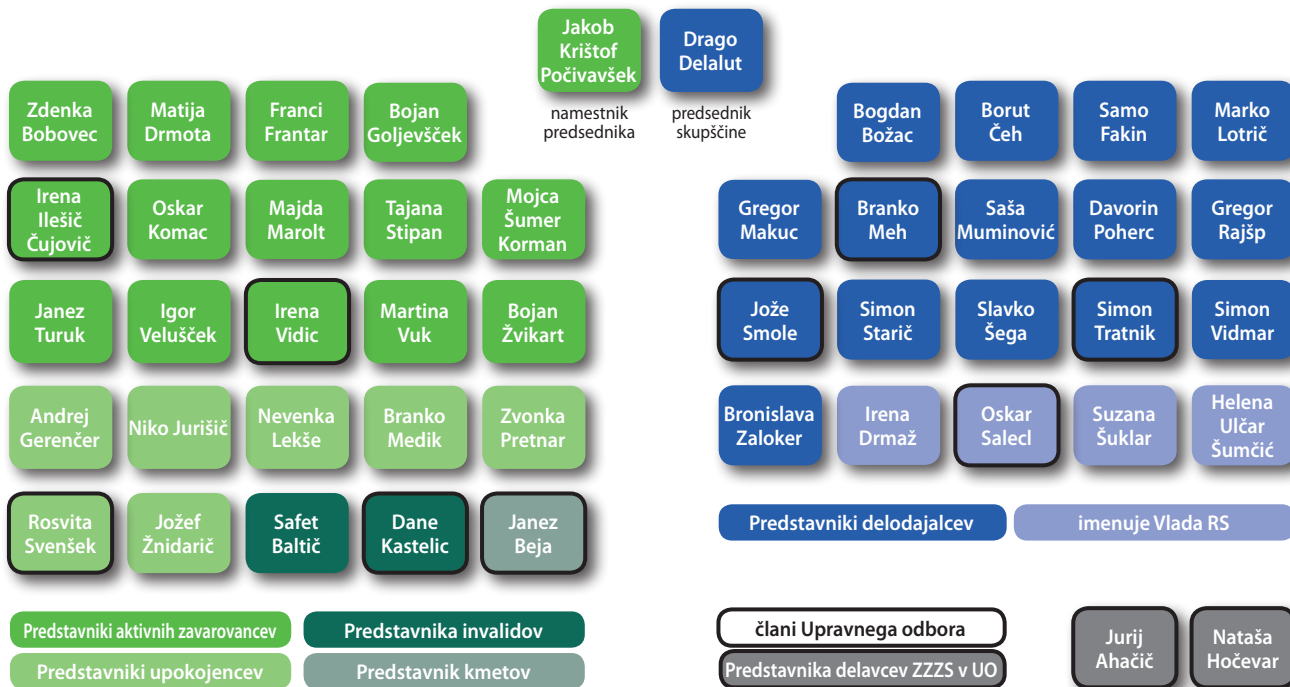 Jakob
Krištof
Počivavšek
Drago
Delalut
namestnik
predsednika
predsednik
skupščine
Zdenka
Bobovec
Matija
Drmota
Franci
Frantar
Bojan
Goljevšček
Irena
Ilešič
Čujovič
Oskar
Komac
Majda
Marolt
Tajana
Stipan
Mojca
Šumer
Korman
Janez
Turuk
Igor
Velušček
Irena
Vidic
Martina
Vuk
Bojan
Žvikart
Andrej
Gerenčer
Niko Jurišič
Nevenka
Lekše
Branko
Medik
Zvonka
Pretnar
Rosvita
Svenšek
Jožef
Žnidarič
Safet
Baltič
Dane
Kastelic
Janez
Beja
Predstavniki aktivnih zavarovancev
Predstavnika invalidov
Predstavniki upokojencev
Predstavnik kmetov
Bogdan
Božac
Borut
Čeh
Samo
Fakin
Marko
Lotrič
Gregor
Makuc
Branko
Meh
Saša
Muminović
Davorin
Poherc
Gregor
Rajšp
Jože
Smole
Simon
Starič
Slavko
Šega
Simon
Tratnik
Simon
Vidmar
Bronislava
Zaloker
Irena
Drmaž
Oskar
Salecl
Suzana
Šuklar
Helena
Ulčar
Šumčić
Predstavniki delodajalcev
imenuje Vlada RS
člani Upravnega odbora
Predstavnika delavcev ZZZS v UO
Jurij
Ahačič
Nataša
Hočevar